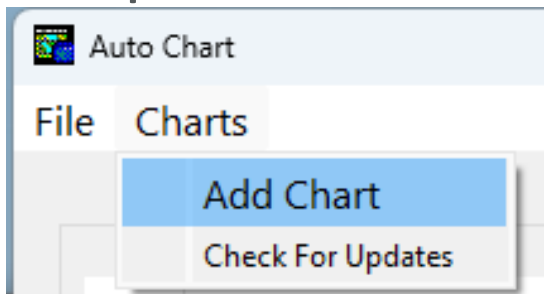 Auto Chart
File Charts
Add Chart
Check For Updates